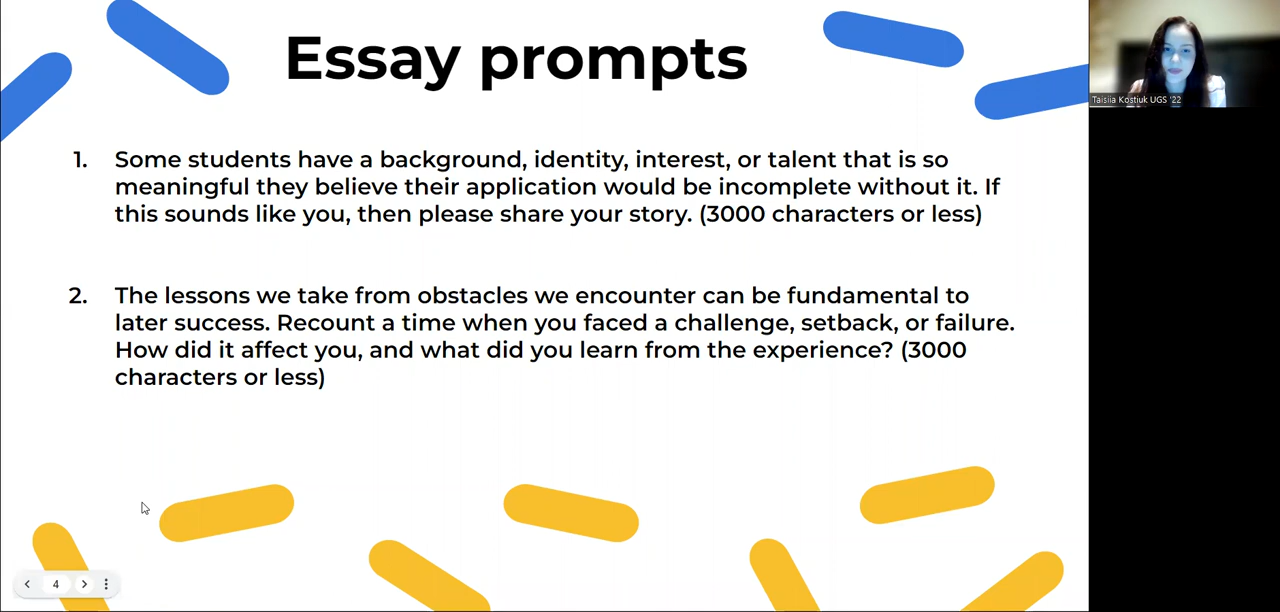 Essay prompts
Taisiia Kostiuk UGS '22
1. Some students have a background, identity, interest, or talent that is so
meaningful they believe their application would be incomplete without it. If
this sounds like you, then please share your story. (3000 characters or less)
2. The lessons we take from obstacles we encounter can be fundamental to
later success. Recount a time when you faced a challenge, setback, or failure.
How did it affect you, and what did you learn from the experience? (3000
characters or less)
4